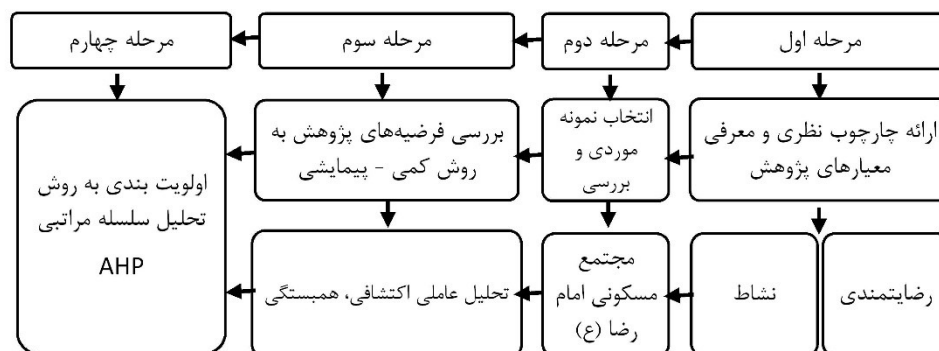 مرحله اول
مرحله دوم
مرحله سوم
مرحله چهارم
ارائه چارچوب نظری و معرفی
معیارهای پژوهش
انتخاب نمونه
موردی و
بررسی
بررسی فرضیه‌های پژوهش به
روش کمی - پیمایشی
اولویت بندی به روش
تحلیل سلسله مراتبی
AHP
رضایتمندی
نشاط
مجتمع
مسکونی امام
رضا (ع)
تحلیل عاملی اکتشافی، همبستگی